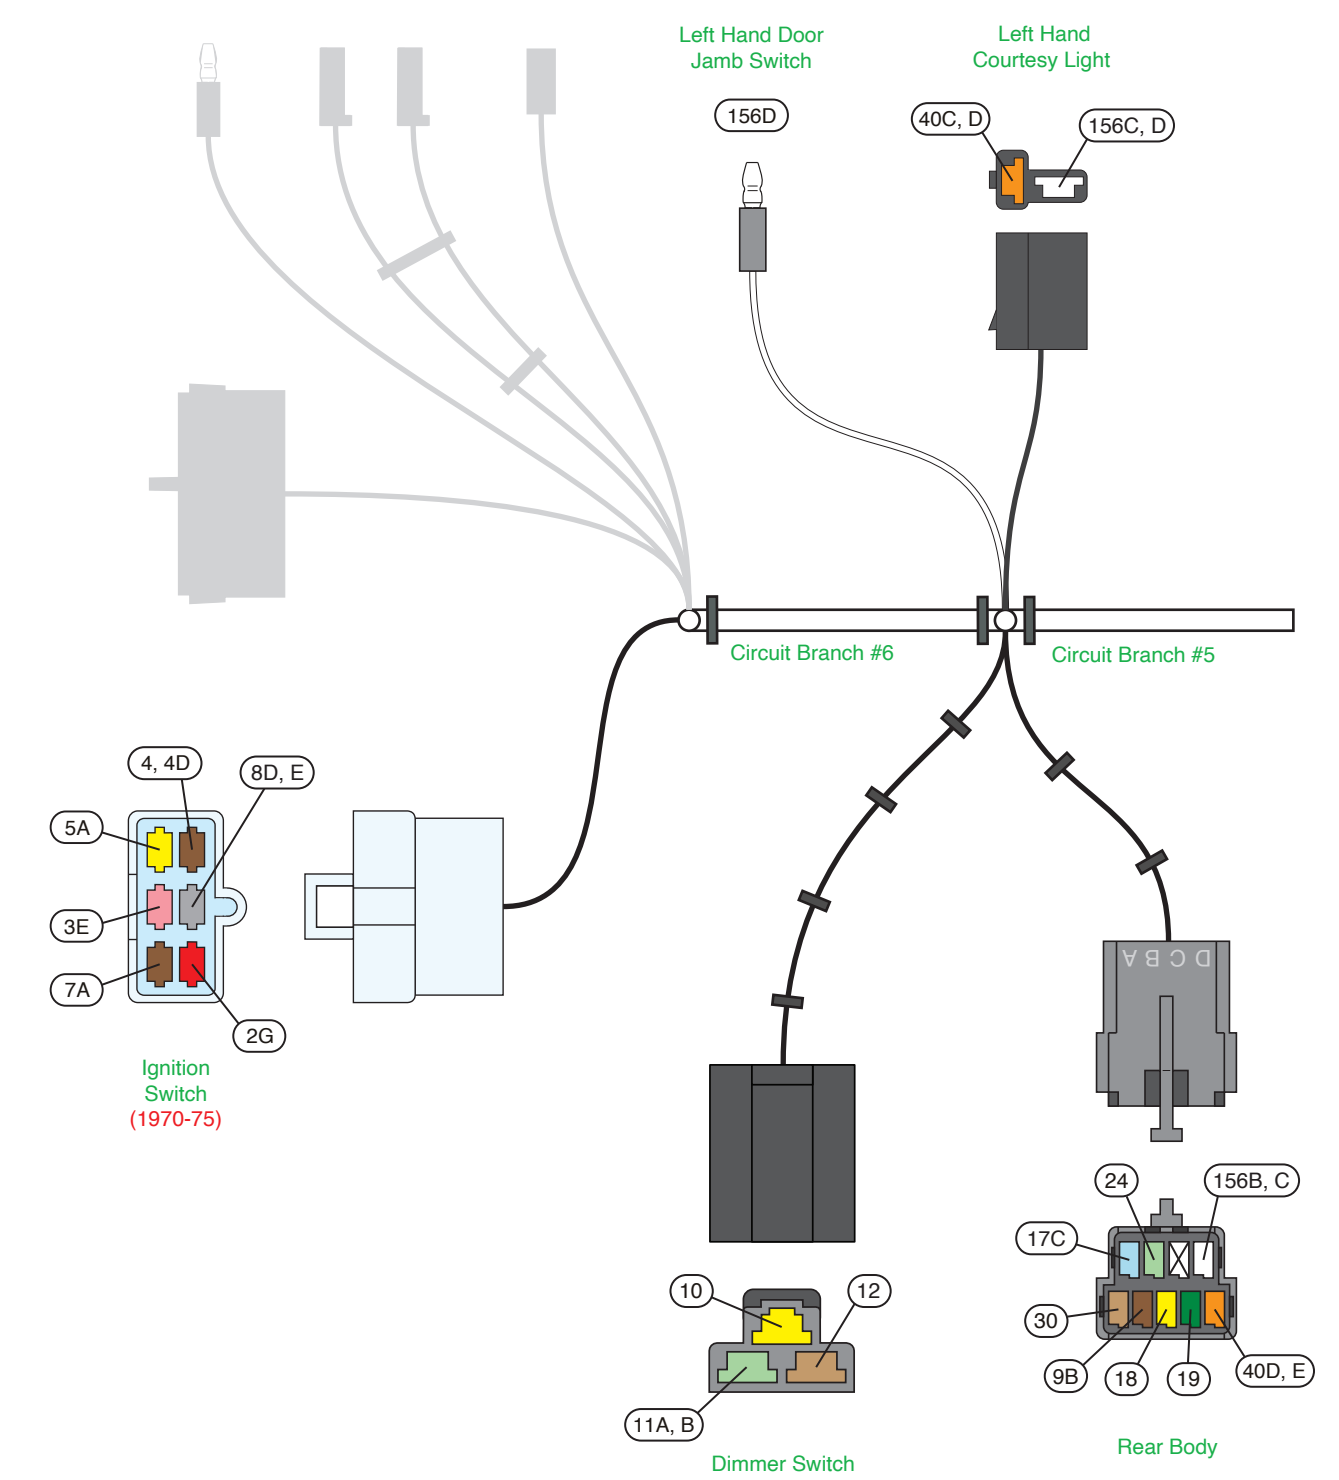 Left Hand Door
Jamb Switch
Left Hand
Courtesy Light
156D
40C, D
156C, D
Circuit Branch #6
Circuit Branch #5
4, 4D
8D, E
5A
3E
7A
2G
Ignition
Switch
(1970-75)
D C B A
24
156B, C
17C
30
9B
18
19
40D, E
10
12
11A, B
Rear Body
Dimmer Switch